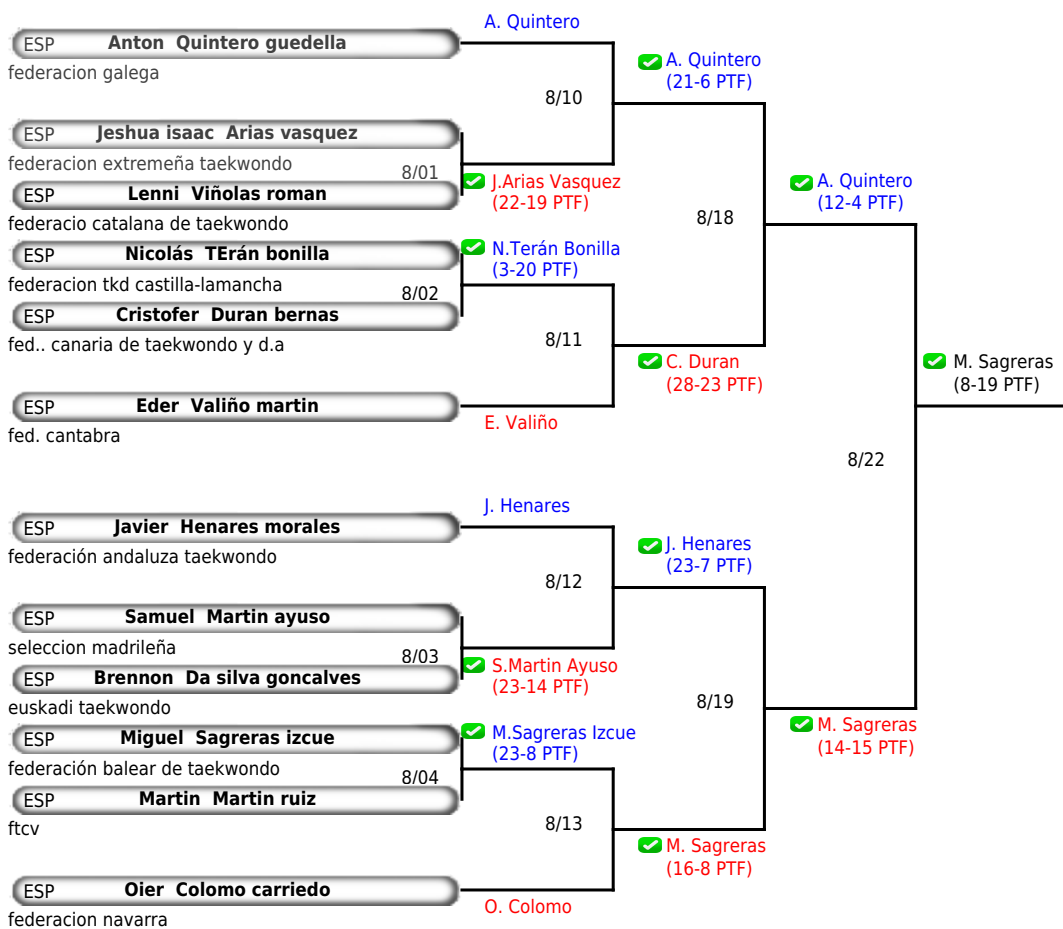 A. Quintero
ESP Anton Quintero guedella
federacion galega
A. Quintero
(21-6 PTF)
8/10
ESP Jeshua isaac Arias vasquez
federacion extremeña taekwondo
8/01
J.Arias Vasquez
(22-19 PTF)
ESP Lenni Viñolas roman
federacio catalana de taekwondo
A. Quintero
(12-4 PTF)
8/18
ESP Nicolás TErán bonilla
federacion tkd castilla-lamancha
N.Terán Bonilla
(3-20 PTF)
8/02
ESP Cristofer Duran bernas
fed.. canaria de taekwondo y d.a
8/11
C. Duran
(28-23 PTF)
M. Sagreras
(8-19 PTF)
ESP Eder Valiño martin
fed. cantabra
E. Valiño
8/22
J. Henares
ESP Javier Henares morales
federación andaluza taekwondo
J. Henares
(23-7 PTF)
8/12
ESP Samuel Martin ayuso
seleccion madrileña
8/03
S.Martin Ayuso
(23-14 PTF)
ESP Brennon Da silva goncalves
euskadi taekwondo
8/19
M. Sagreras
(14-15 PTF)
ESP Miguel Sagreras izcue
federación balear de taekwondo
M.Sagreras Izcue
(23-8 PTF)
8/04
ESP Martin Martin ruiz
ftcv
8/13
M. Sagreras
(16-8 PTF)
ESP Oier Colomo carriedo
federacion navarra
O. Colomo